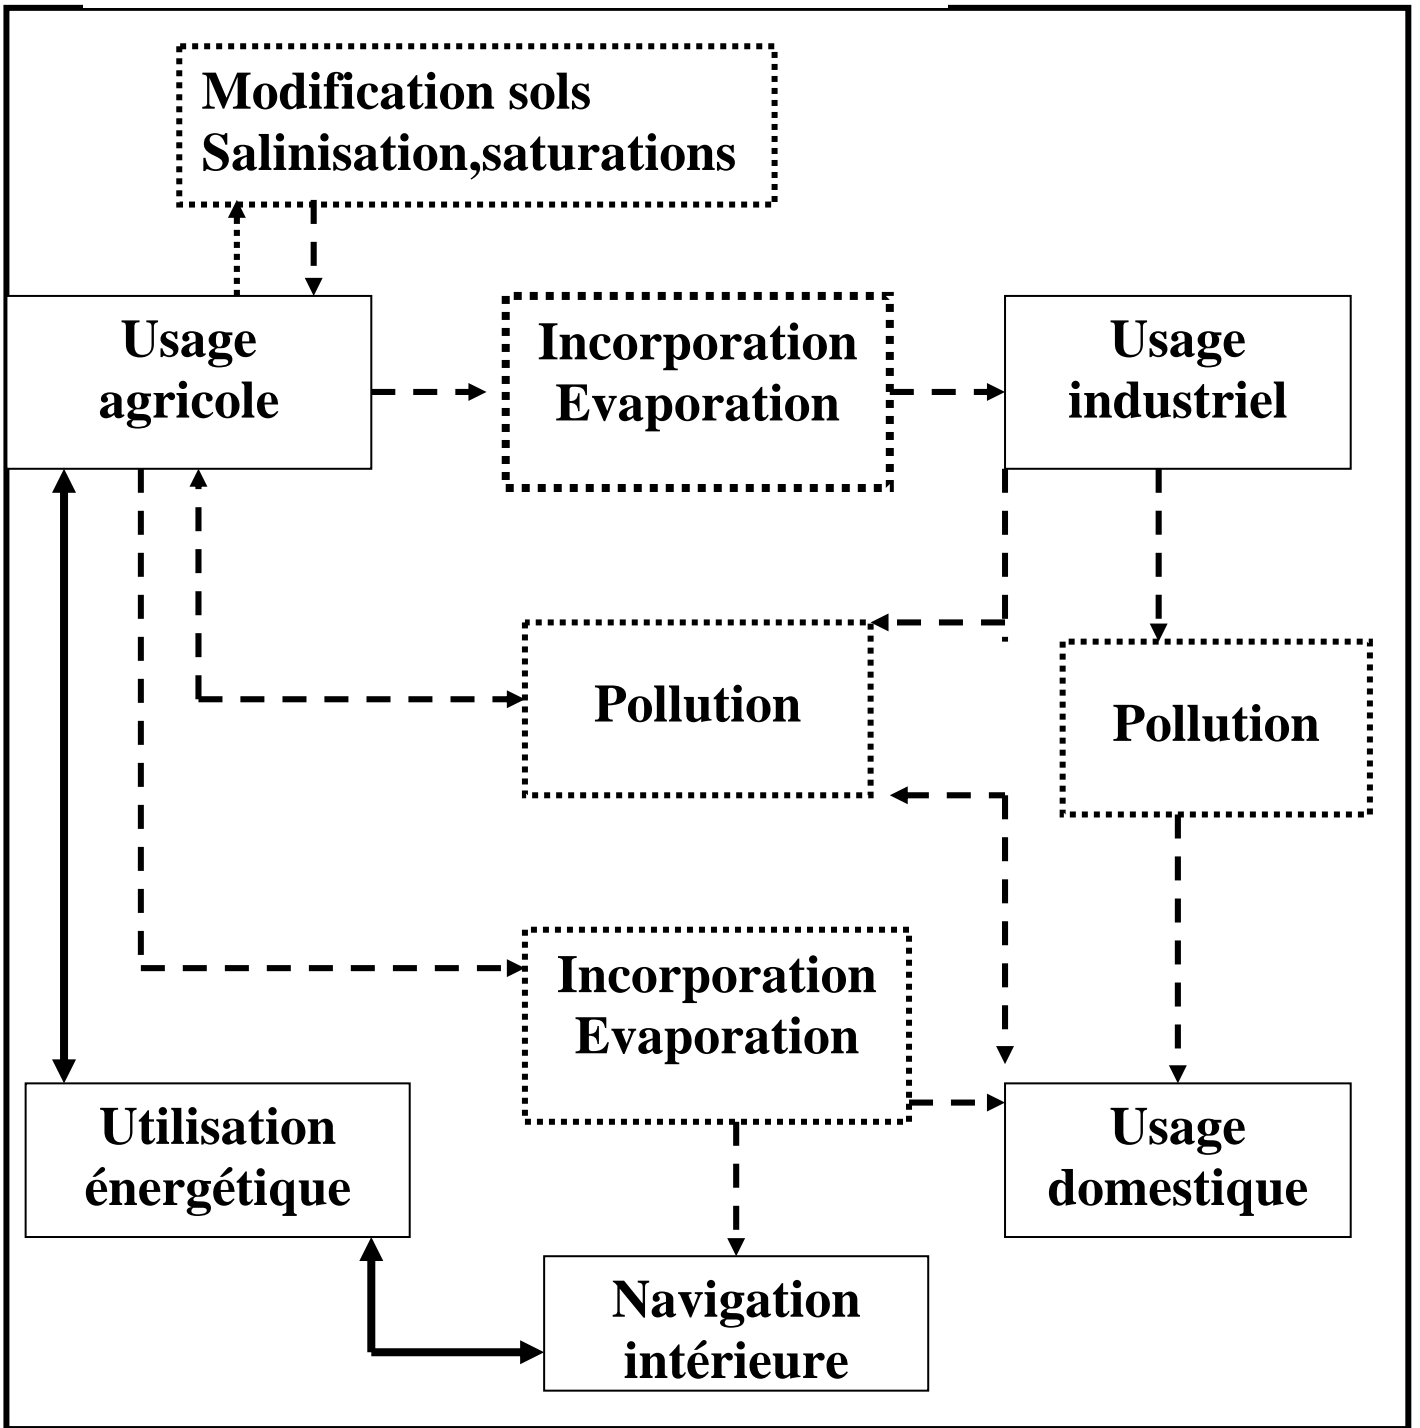 Modification sols
Salinisation,saturations
Usage
agricole
Incorporation
Evaporation
Usage
industriel
Pollution
Pollution
Incorporation
Evaporation
Utilisation
énergétique
Usage
domestique
Navigation
intérieure